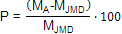 P = (M_A-M_JMD) / M_JMD · 100